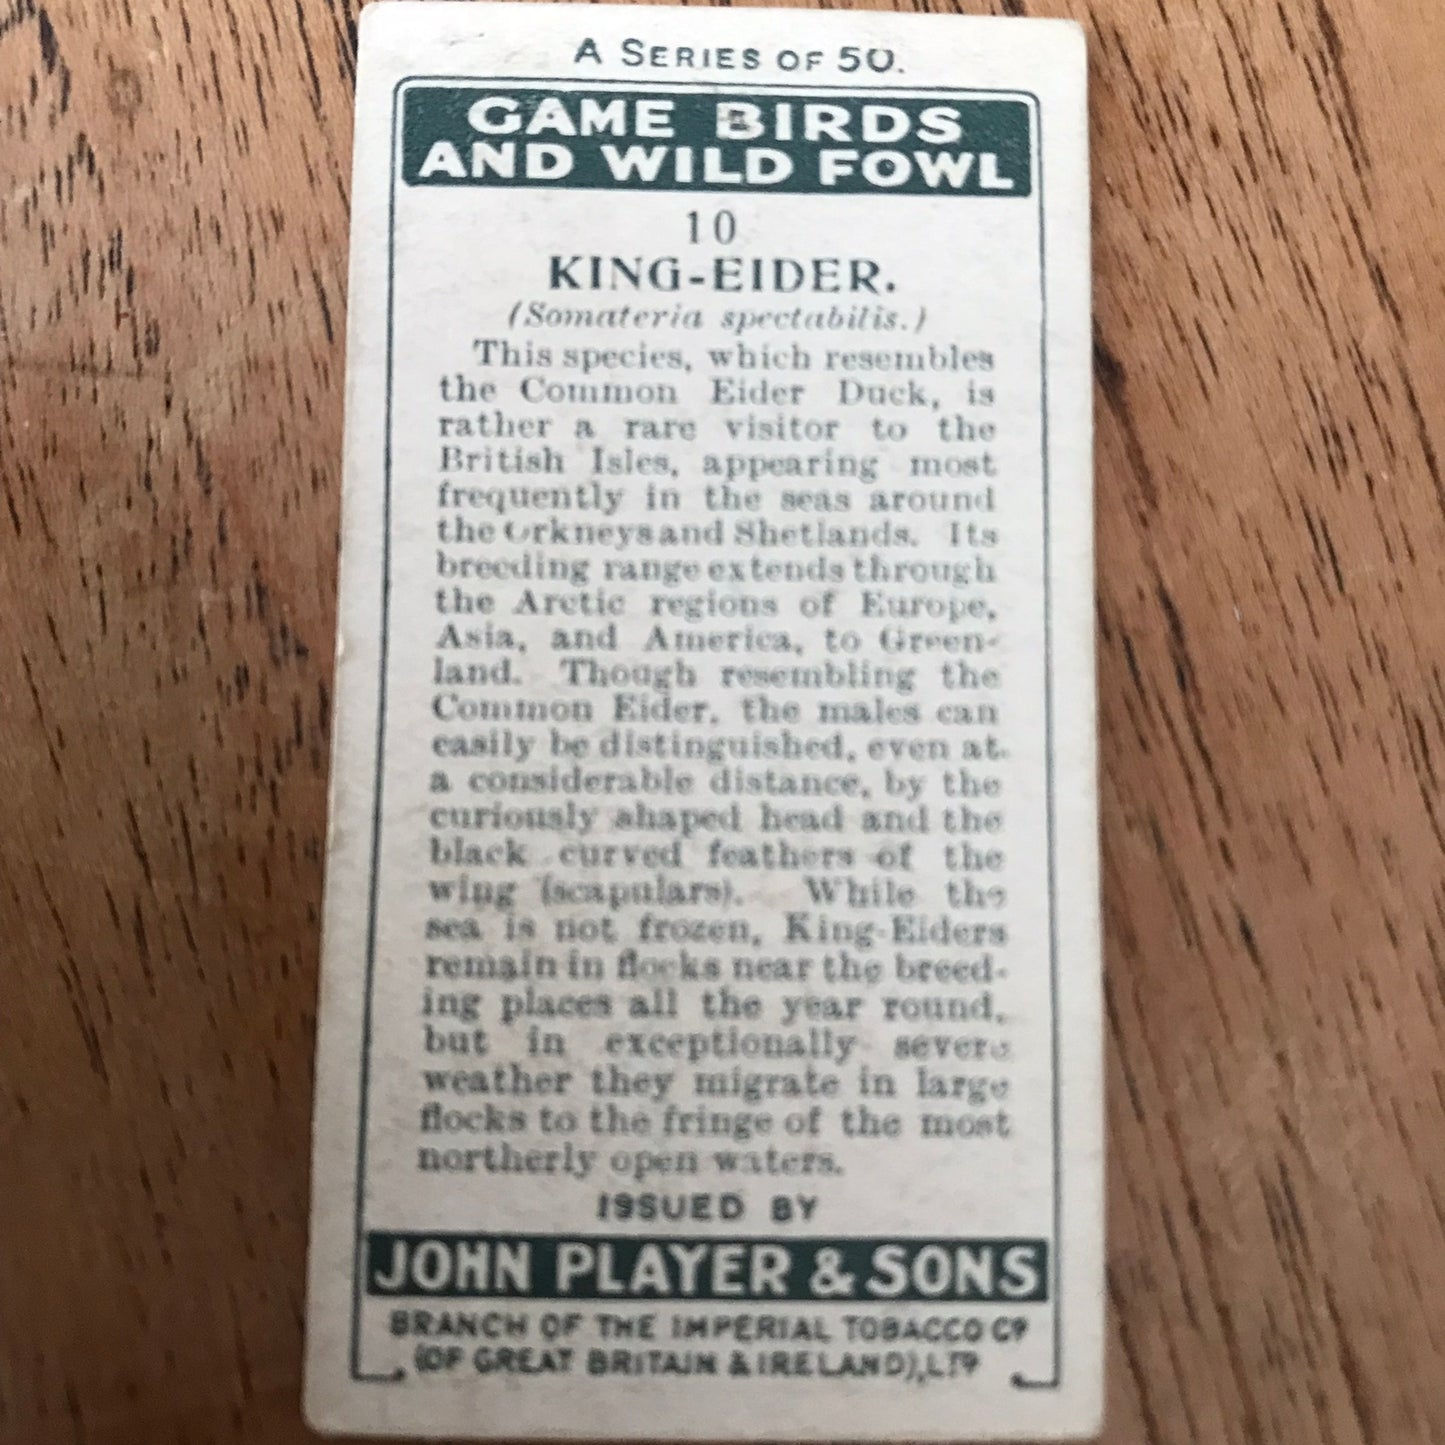 A SERIES OF 50.
GAME BIRDS
AND WILD FOWL
10
KING-EIDER.
(Somateria spectabilis.)
This species, which resembles
the Common Eider Duck, is
rather a rare visitor to the
British Isles, appearing most
frequently in the seas around
the Orkneys and Shetlands. Its
breeding range extends through
the Arctic regions of Europe,
Asia, and America, to Green-
land. Though resembling the
Common Eider, the males can
easily be distinguished, even at
a considerable distance, by the
curiously shaped head and the
black curved feathers of the
wing (scapulars). While the
sea is not frozen, King-Eiders
remain in flocks near the breed-
ing places all the year round,
but in exceptionally severe
weather they migrate in large
flocks to the fringe of the most
northerly open waters.
ISSUED BY
JOHN PLAYER & SONS
BRANCH OF THE IMPERIAL TOBACCO Cº
(OF GREAT BRITAIN & IRELAND), LTº